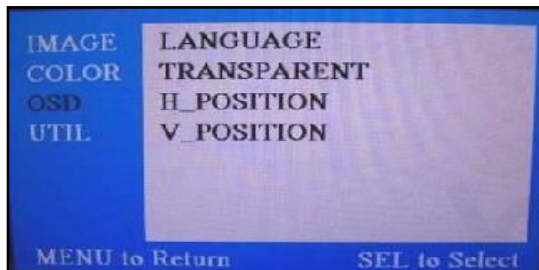 IMAGE LANGUAGE
COLOR TRANSPARENT
OSD H_POSITION
UTIL V_POSITION
MENU to Return SEL to Select